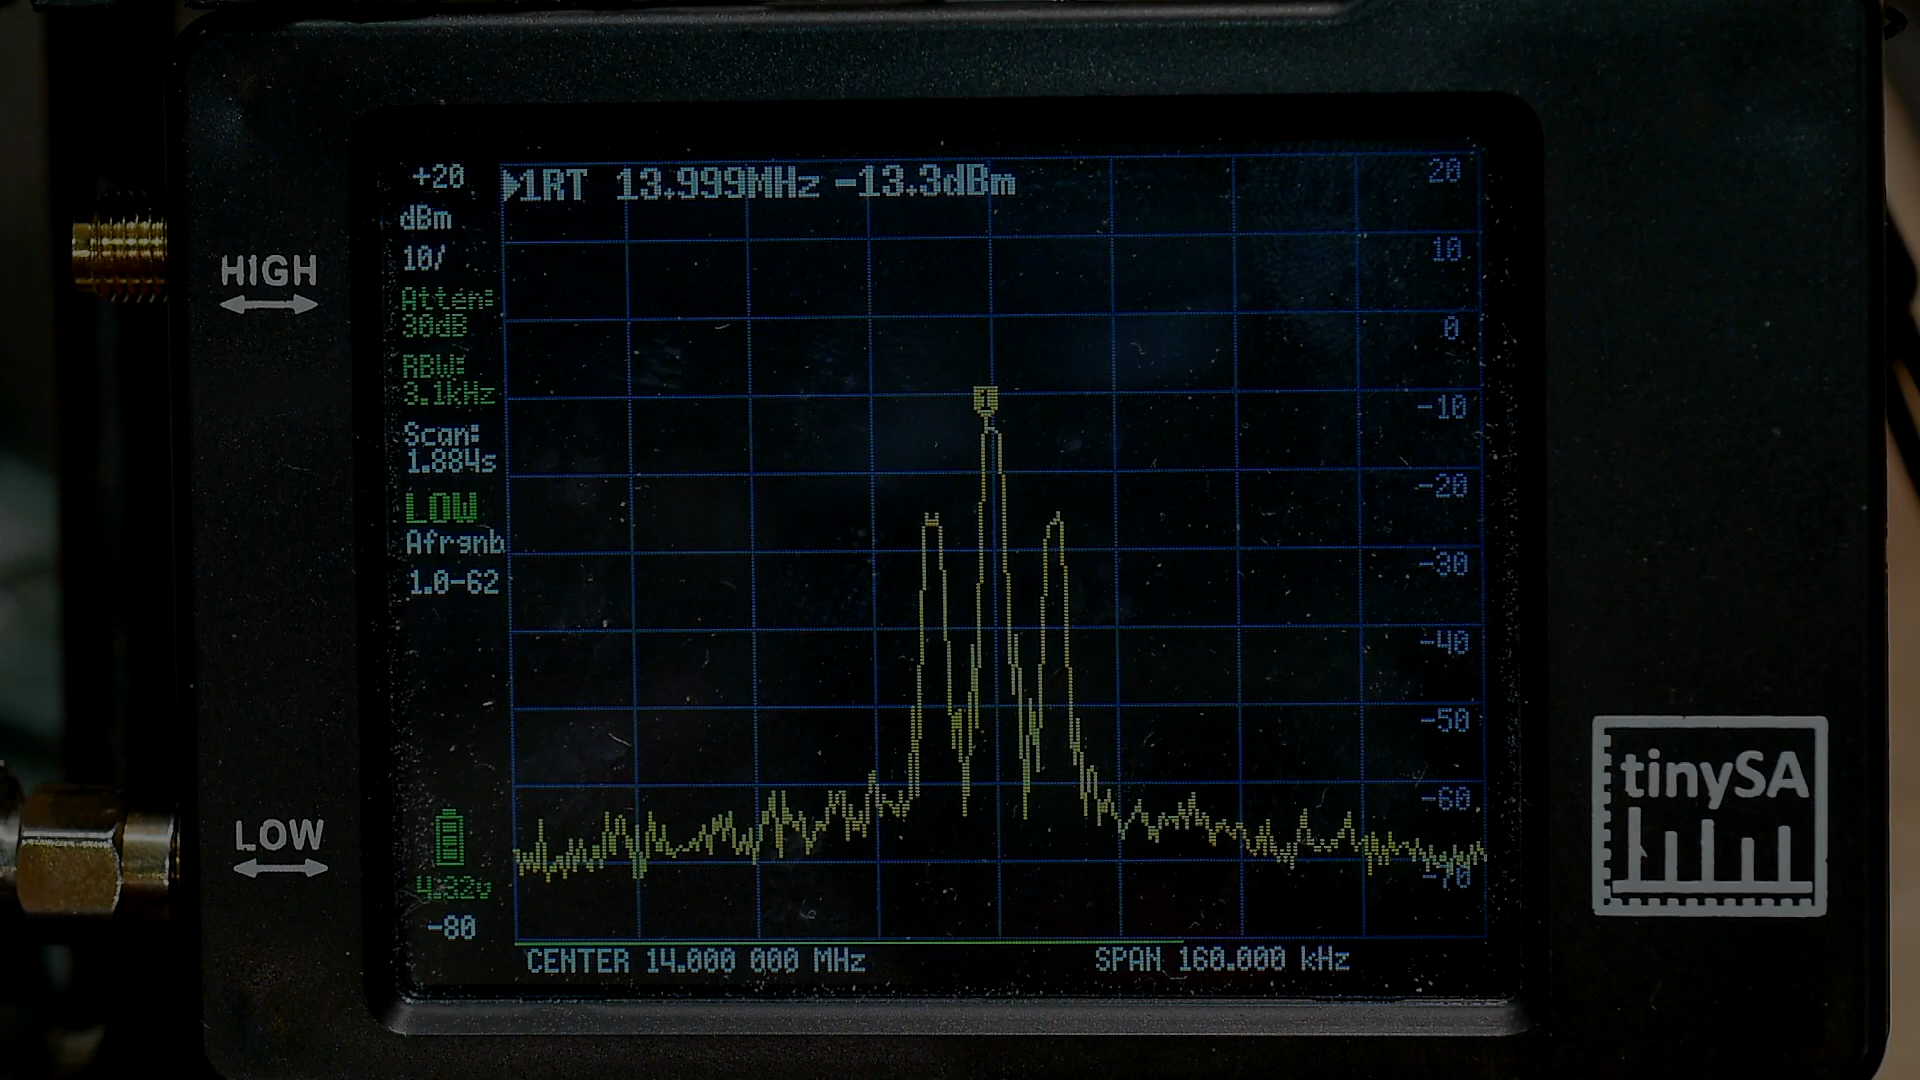 +20
dBm
10/
Atten:
30dB
RBW:
3.1kHz
Scan:
1.884s
LOW
Afrgnb
1.0-62
4.32v
-80
1RT 13.999MHz -13.3dBm
1
20
10
0
-10
-20
-30
-40
-50
-60
-70
CENTER 14.000 000 MHz
SPAN 160.000 kHz
HIGH
LOW
tinySA